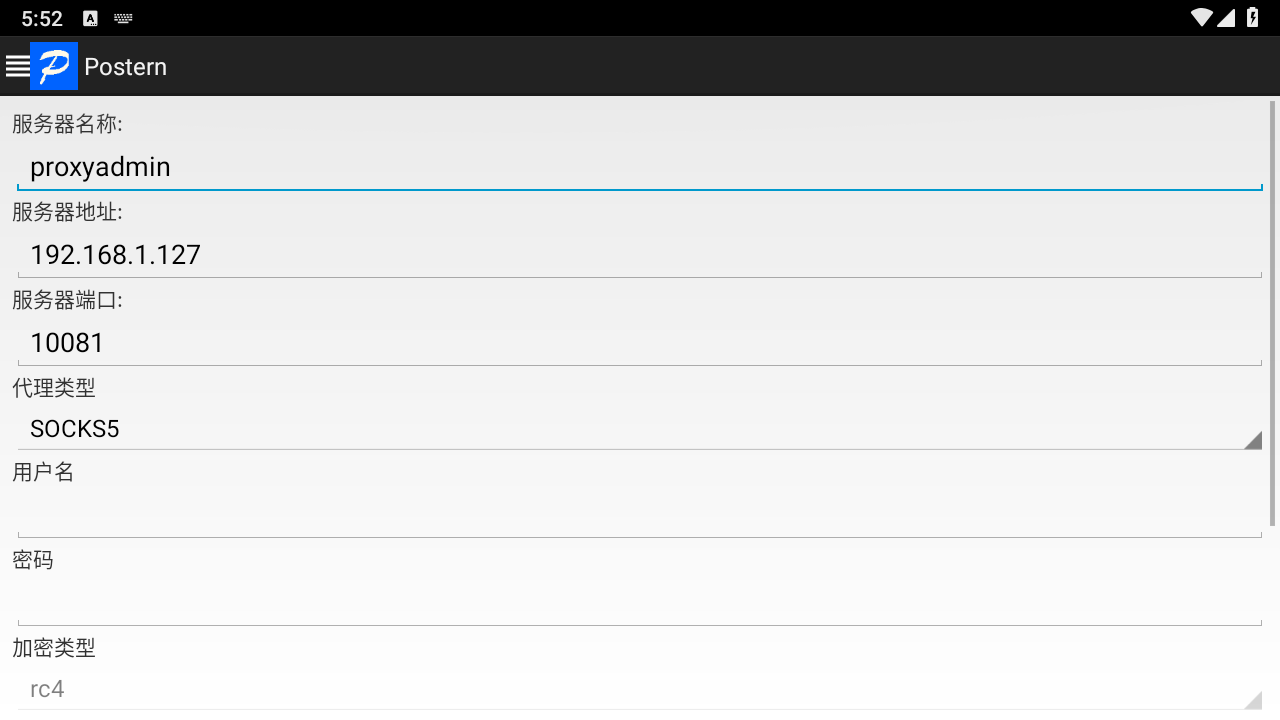 5:52
Postern
服务器名称:
proxyadmin
服务器地址:
192.168.1.127
服务器端口:
10081
代理类型
SOCKS5
用户名
密码
加密类型
rc4